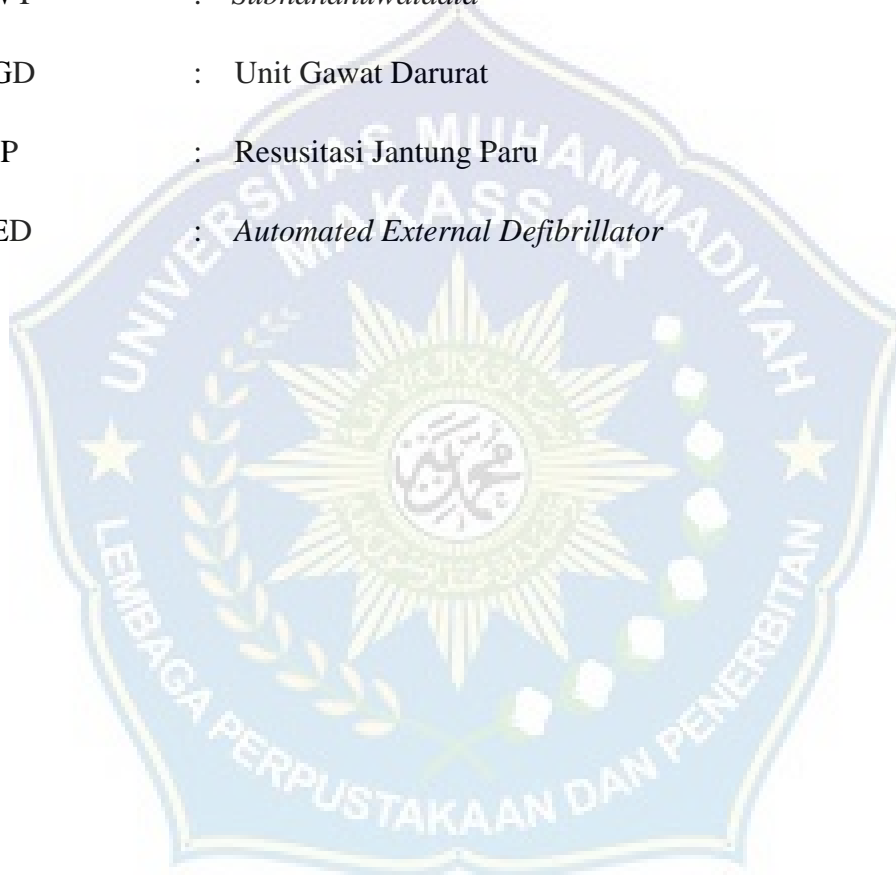 GD : Unit Gawat Darurat
P : Resusitasi Jantung Paru
ED : Automated External Defibrillator
UNIVERSITAS MUHAMMADIYAH
MAKASSAR
LEMBAGA PERPUSTAKAAN DAN PENERBITAN